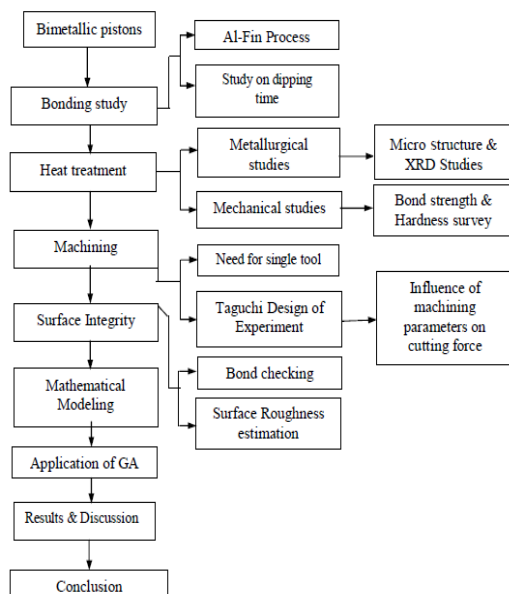 Bimetallic pistons
Al-Fin Process
Study on dipping
time
Bonding study
Metallurgical
studies
Micro structure &
XRD Studies
Heat treatment
Mechanical studies
Bond strength &
Hardness survey
Machining
Need for single tool
Taguchi Design of
Experiment
Influence of
machining
parameters on
cutting force
Surface Integrity
Bond checking
Surface Roughness
estimation
Mathematical
Modeling
Application of GA
Results & Discussion
Conclusion